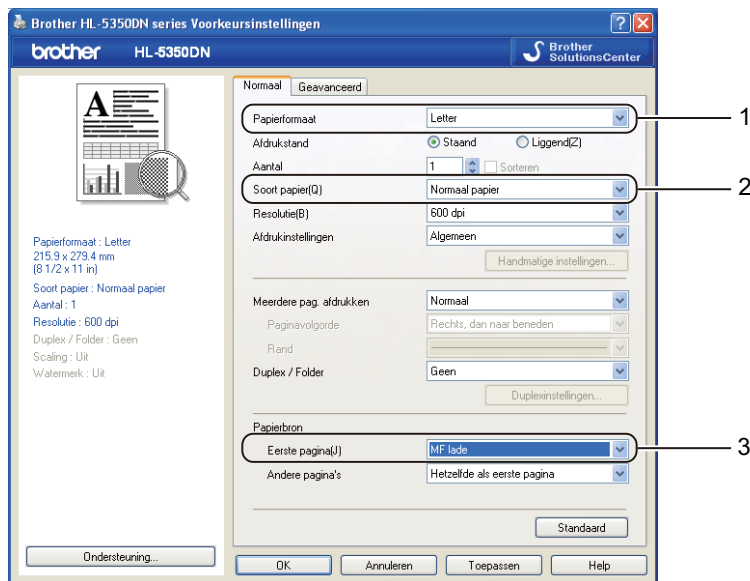 Brother HL-5350DN series Voorkeursinstellingen
brother HL-5350DN
Brother SolutionsCenter
Normaal Geavanceerd
A
Papierformaat Letter
1
Afdrukstand Staand Liggend(Z)
Aantal 1 Sorteren
Soort papier(Q) Normaal papier
2
Resolutie(B) 600 dpi
Afdrukinstellingen Algemeen
Handmatige instellingen...
Papierformaat : Letter
215.9 x 279.4 mm
(8 1/2 x 11 in)
Soort papier : Normaal papier
Aantal : 1
Resolutie : 600 dpi
Duplex / Folder : Geen
Scaling : Uit
Watermerk : Uit
Meerdere pag. afdrukken Normaal
Paginavolgorde Rechts, dan naar beneden
Rand
Duplex / Folder Geen
Duplexinstellingen...
Papierbron
Eerste pagina(J) MF lade
3
Andere pagina's Hetzelfde als eerste pagina
Standaard
Ondersteuning...
OK Annuleren Toepassen Help